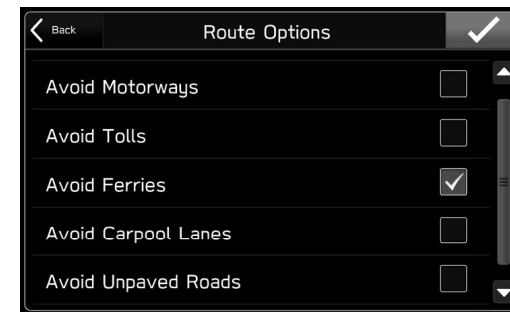 Back
Route Options
Avoid Motorways
Avoid Tolls
Avoid Ferries
Avoid Carpool Lanes
Avoid Unpaved Roads